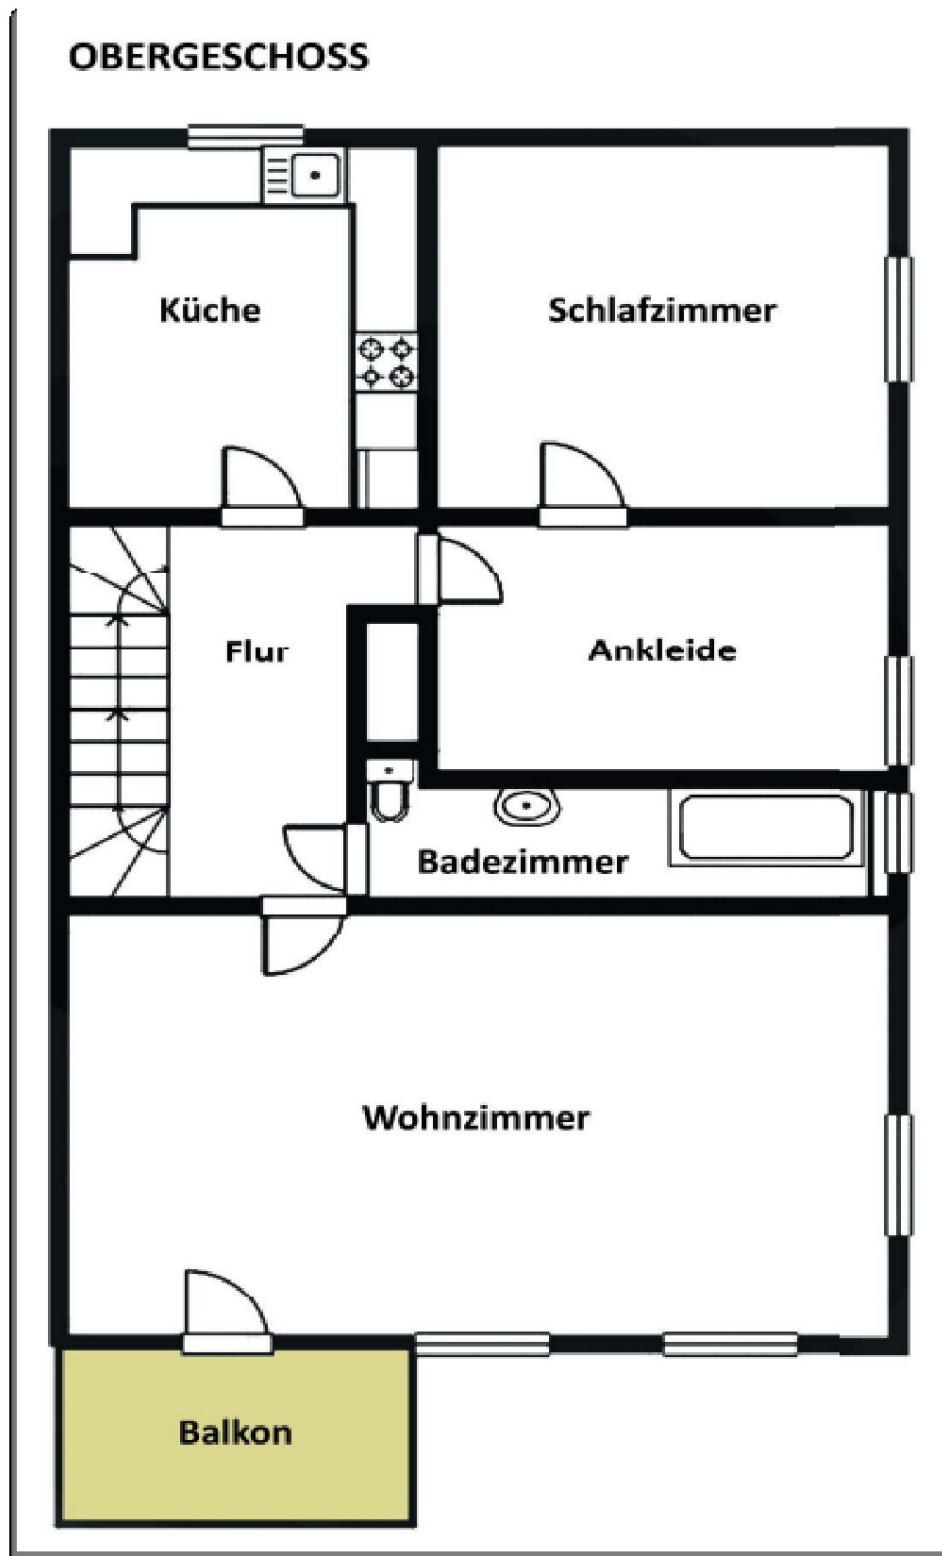 OBERGESCHOSS
Küche
Schlafzimmer
Flur
Ankleide
Badezimmer
Wohnzimmer
Balkon